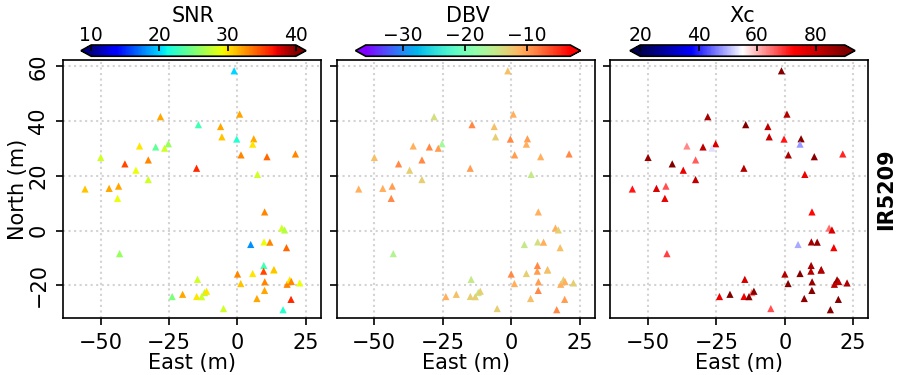 SNR DBV Xc
10 20 30 40 −30 −20 −10 20 40 60 80
60
40
20
0
−20
North (m)
IR5209
−50 −25 0 25 −50 −25 0 25 −50 −25 0 25
East (m) East (m) East (m)